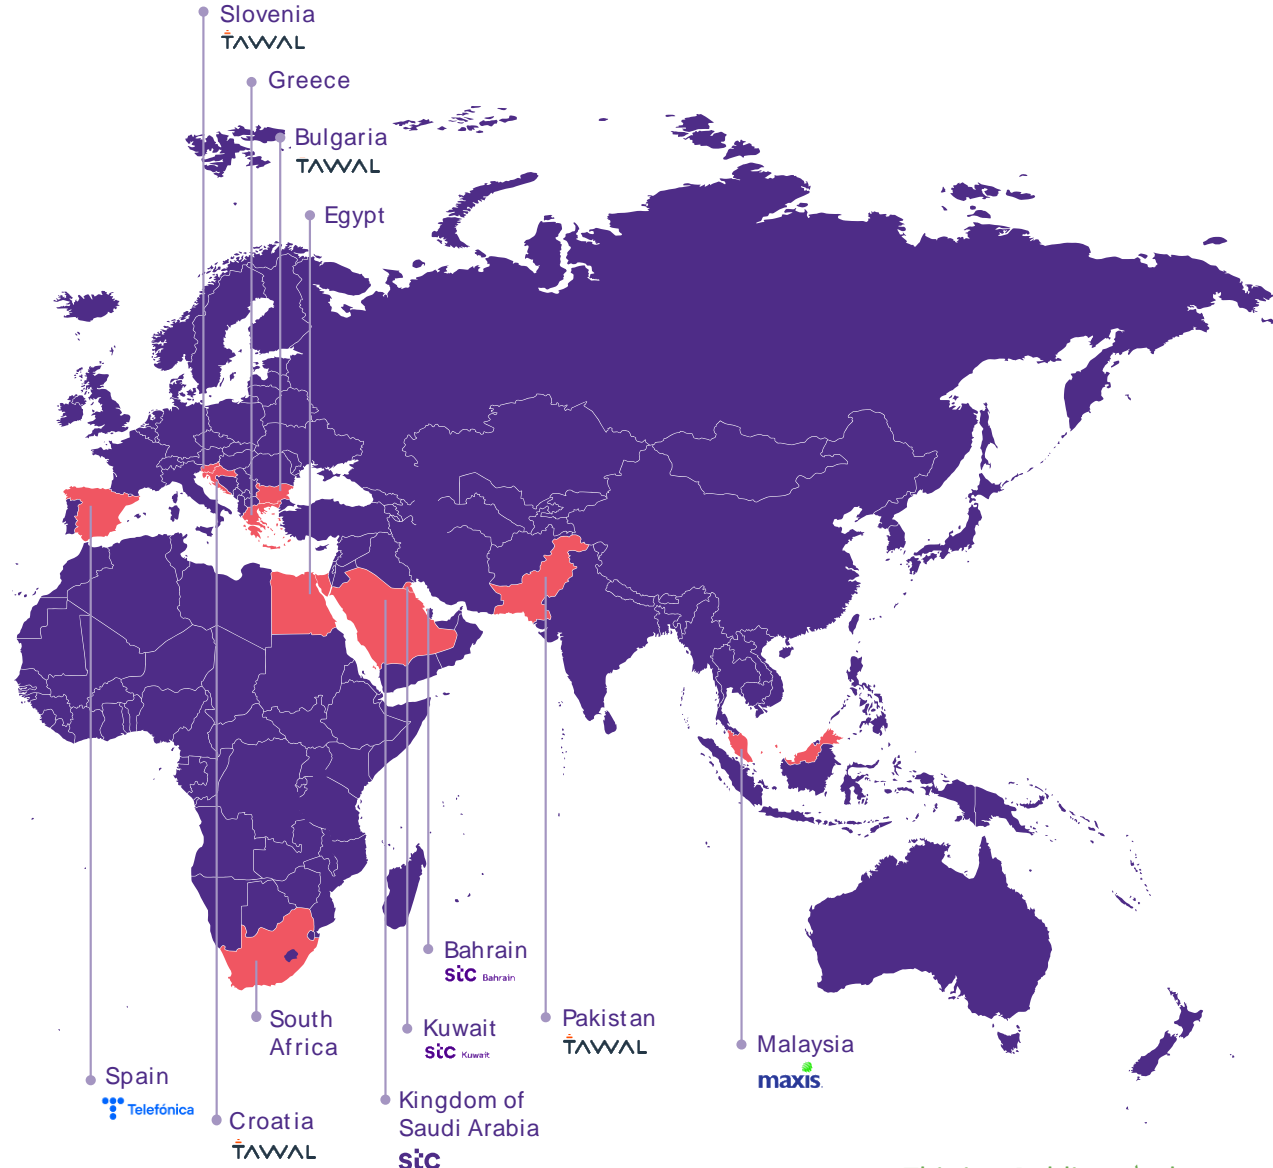 Slovenia
TAWAL
Greece
Bulgaria
TAWAL
Egypt
Bahrain
stc Bahrain
South
Africa
Kuwait
stc Kuwait
Pakistan
TAWAL
Malaysia
maxis
Spain
Telefónica
Croatia
TAWAL
Kingdom of
Saudi Arabia
stc